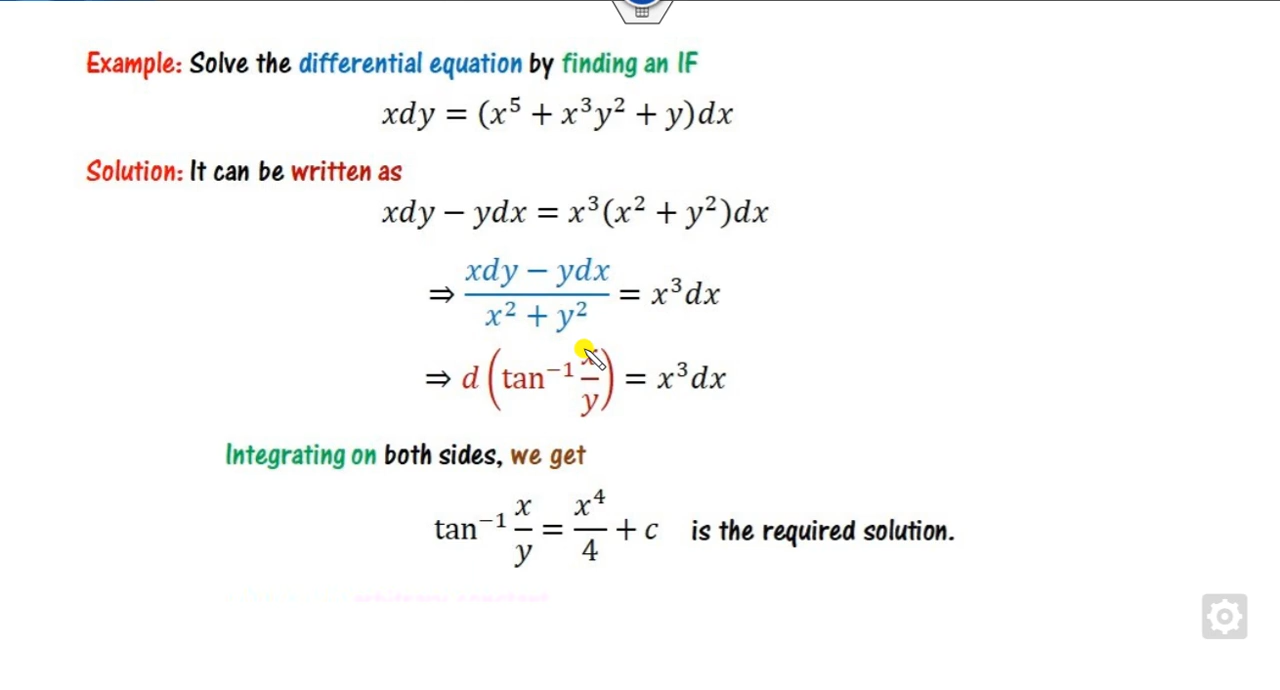 Example: Solve the differential equation by finding an IF
xdy = (x⁵ + x³y² + y)dx
Solution: It can be written as
xdy − ydx = x³(x² + y²)dx
⇒ (xdy − ydx)/(x² + y²) = x³dx
⇒ d(tan⁻¹ x/y) = x³dx
Integrating on both sides, we get
tan⁻¹ x/y = x⁴/4 + c is the required solution.